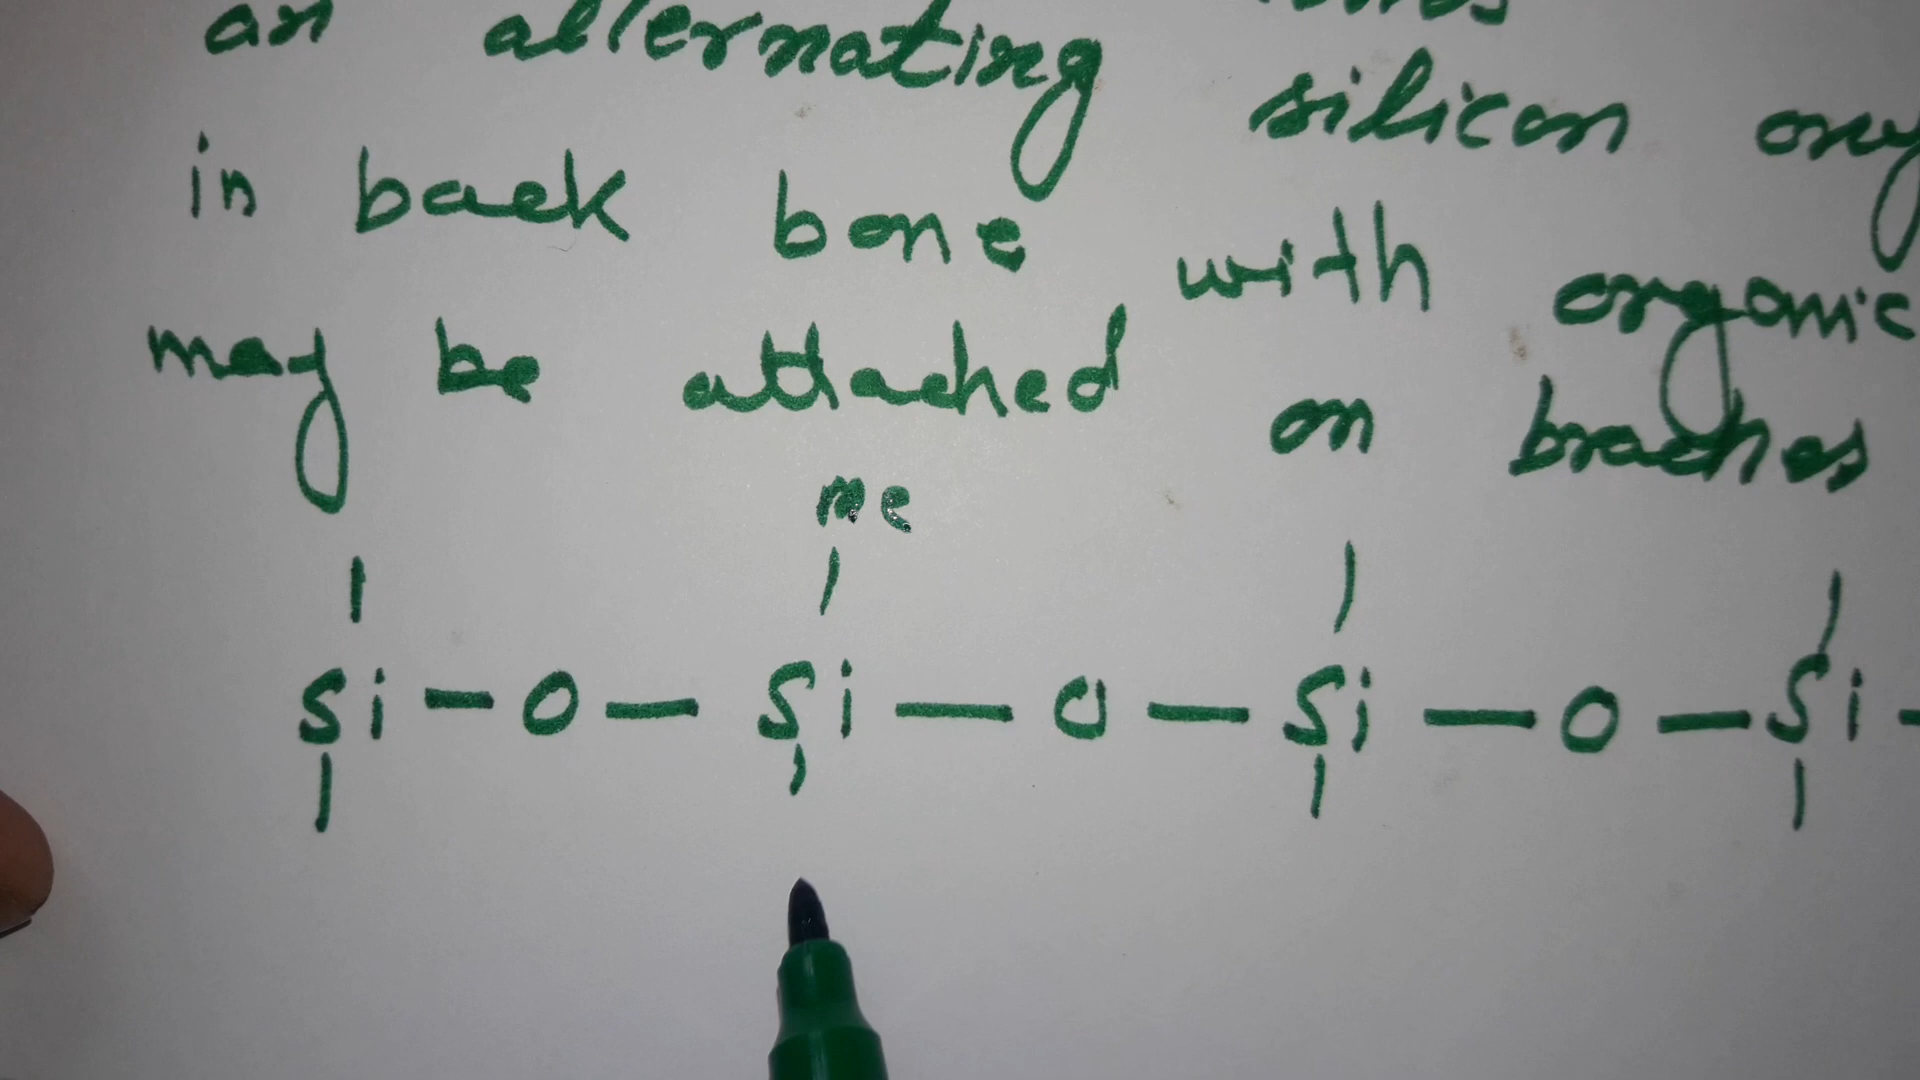 an alternating silicon
in back bone with organic
may be attached on braches
me
Si - O - Si - O - Si - O - Si -